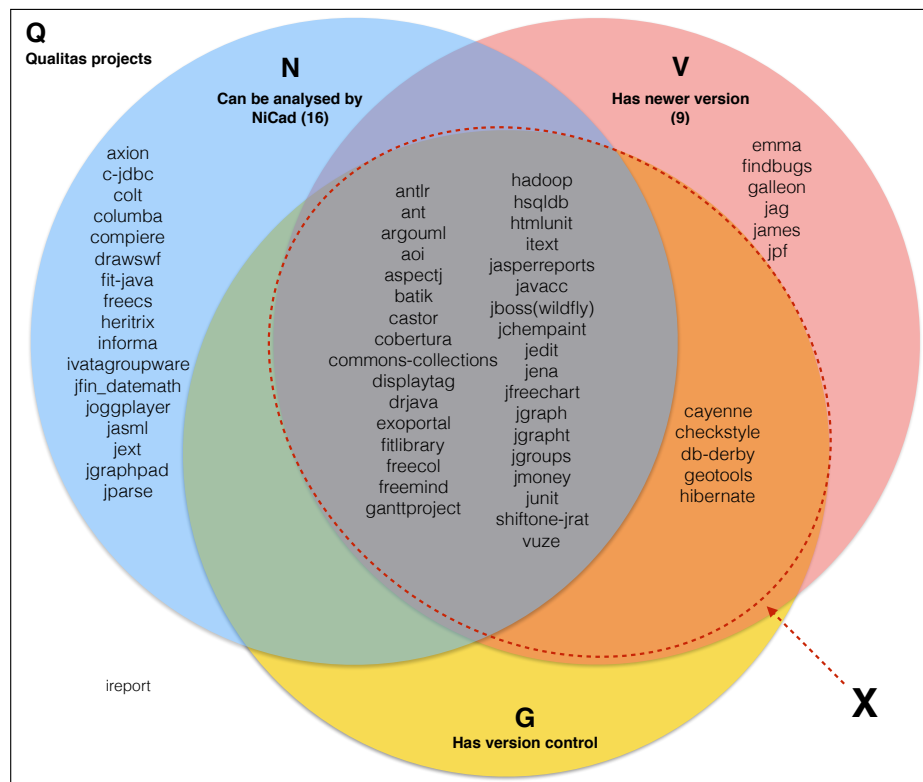 Q
Qualitas projects
N
Can be analysed by
NiCad (16)
V
Has newer version
(9)
axion
c-jdbc
colt
columba
compiere
drawswf
fit-java
freecs
heritrix
informa
ivatagroupware
jfin_datemath
joggplayer
jasml
jext
jgraphpad
jparse
antlr
ant
argouml
aoi
aspectj
batik
castor
cobertura
commons-collections
displaytag
drjava
exoportal
fitlibrary
freecol
freemind
ganttproject
hadoop
hsqldb
htmlunit
itext
jasperreports
javacc
jboss(wildfly)
jchempaint
jedit
jena
jfreechart
jgraph
jgrapht
jgroups
jmoney
junit
shiftone-jrat
vuze
emma
findbugs
galleon
jag
james
jpf
cayenne
checkstyle
db-derby
geotools
hibernate
ireport
G
Has version control
X